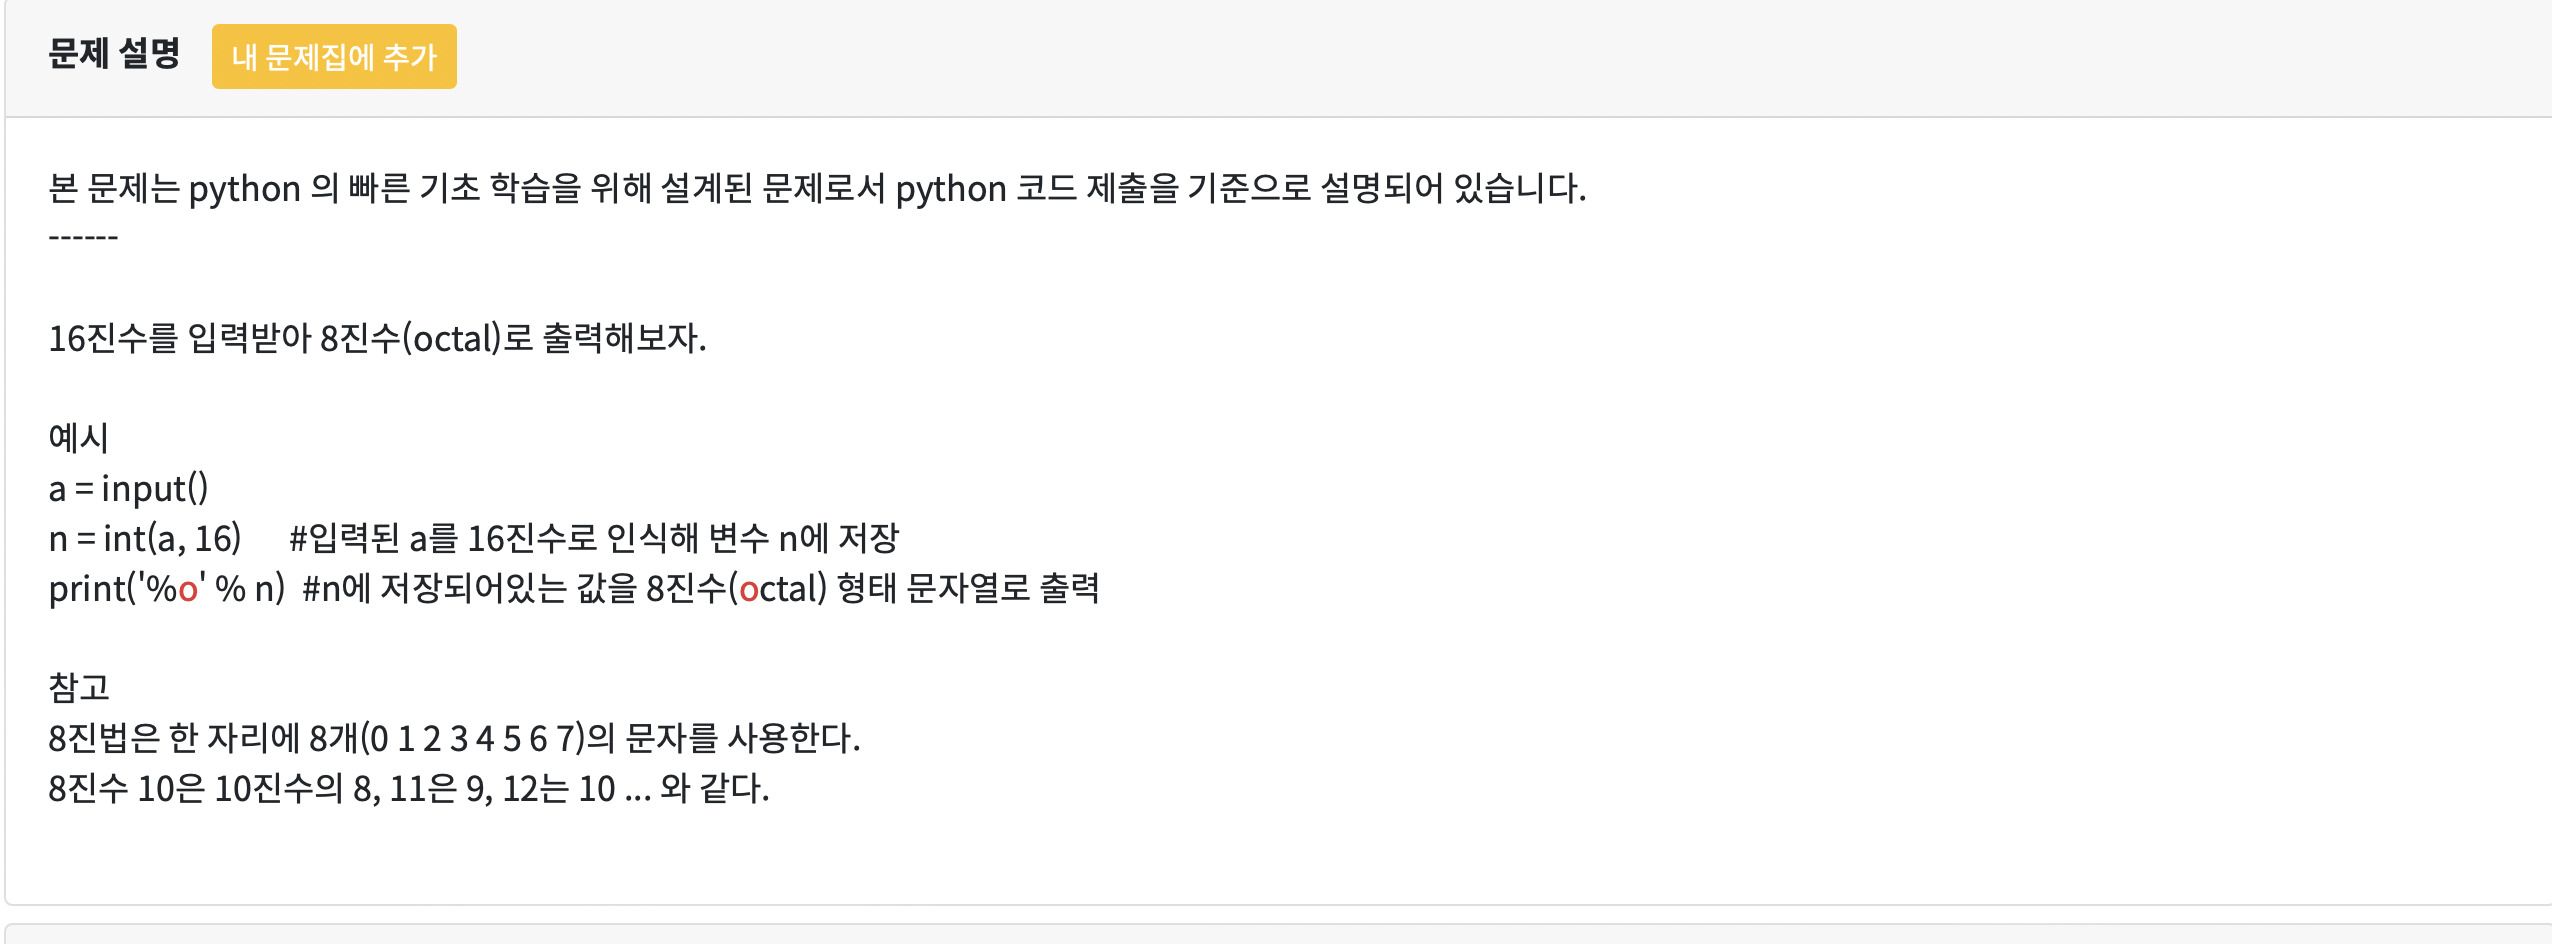 문제 설명 내 문제집에 추가
본 문제는 python 의 빠른 기초 학습을 위해 설계된 문제로서 python 코드 제출을 기준으로 설명되어 있습니다.
------
16진수를 입력받아 8진수(octal)로 출력해보자.
예시
a = input()
n = int(a, 16)      #입력된 a를 16진수로 인식해 변수 n에 저장
print('%o' % n)  #n에 저장되어있는 값을 8진수(octal) 형태 문자열로 출력
참고
8진법은 한 자리에 8개(0 1 2 3 4 5 6 7)의 문자를 사용한다.
8진수 10은 10진수의 8, 11은 9, 12는 10 ... 와 같다.